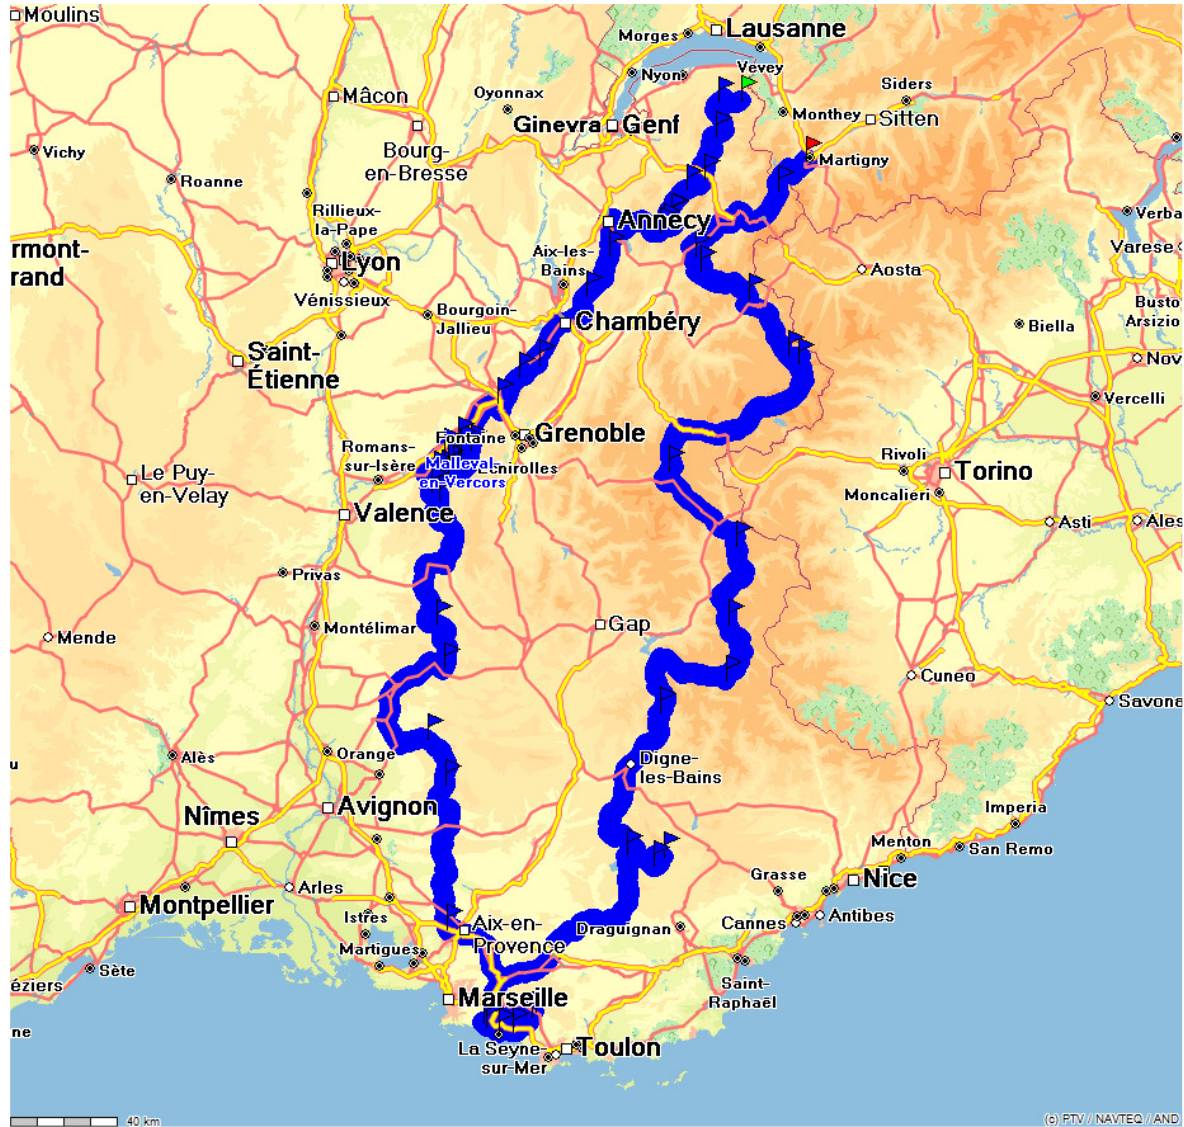 Moulins
Lausanne
Morges
Vevey
Nyon
Siders
Mâcon
Oyonnax
Monthey
Sitten
Ginevra
Genf
Vichy
Bourg-
en-Bresse
Martigny
Roanne
Rillieux-
la-Pape
Annecy
Verba
rmont-
rand
Lyon
Aix-les-
Bains
Varese
Aosta
Vénissieux
Bourgoin-
Jallieu
Busto
Arsizio
Chambéry
Biella
Saint-
Étienne
Nov
Vercelli
Fontaine
Grenoble
Romans-
sur-Isère
Malleval-
en-Vercors
Rivoli
Torino
Le Puy-
en-Velay
Moncalieri
Valence
Asti
Ales
Privas
Montélimar
Gap
Mende
Cuneo
Savona
Orange
Alès
u
Digne-
les-Bains
Avignon
Imperia
Nîmes
Menton
San Remo
Grasse
Nice
Arles
Montpellier
Istres
Aix-en-
Provence
Draguignan
Cannes
Antibes
Martigues
Sète
éziers
Saint-
Raphaël
Marseille
ne
La Seyne-
sur-Mer
Toulon
40 km
(c) PTV / NAVTEQ / AND